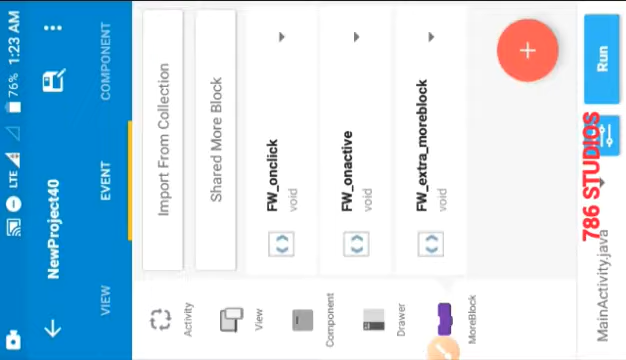 LTE 76% 1:23 AM
NewProject40
VIEW EVENT COMPONENT
Import From Collection
Shared More Block
FW_onclick
void
FW_onactive
void
FW_extra_moreblock
void
Activity
View
Component
Drawer
MoreBlock
+
MainActivity.java
Run
786 STUDIOS